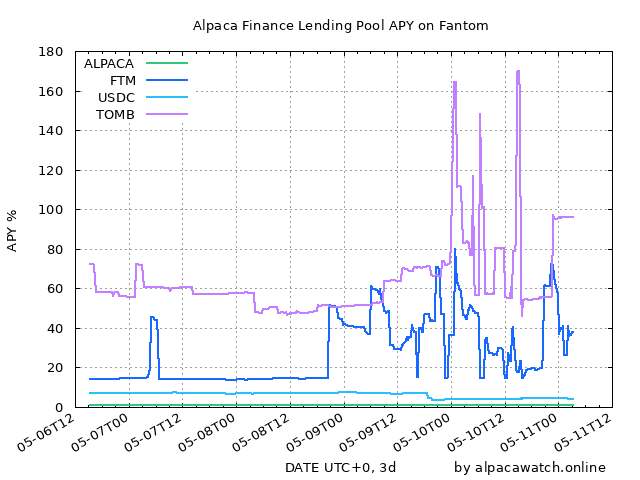 Alpaca Finance Lending Pool APY on Fantom
180
160
140
120
100
80
60
40
20
0
APY %
ALPACA
FTM
USDC
TOMB
05-06T12
05-07T00
05-07T12
05-08T00
05-08T12
05-09T00
05-09T12
05-10T00
05-10T12
05-11T00
05-11T12
DATE UTC+0, 3d
by alpacawatch.online